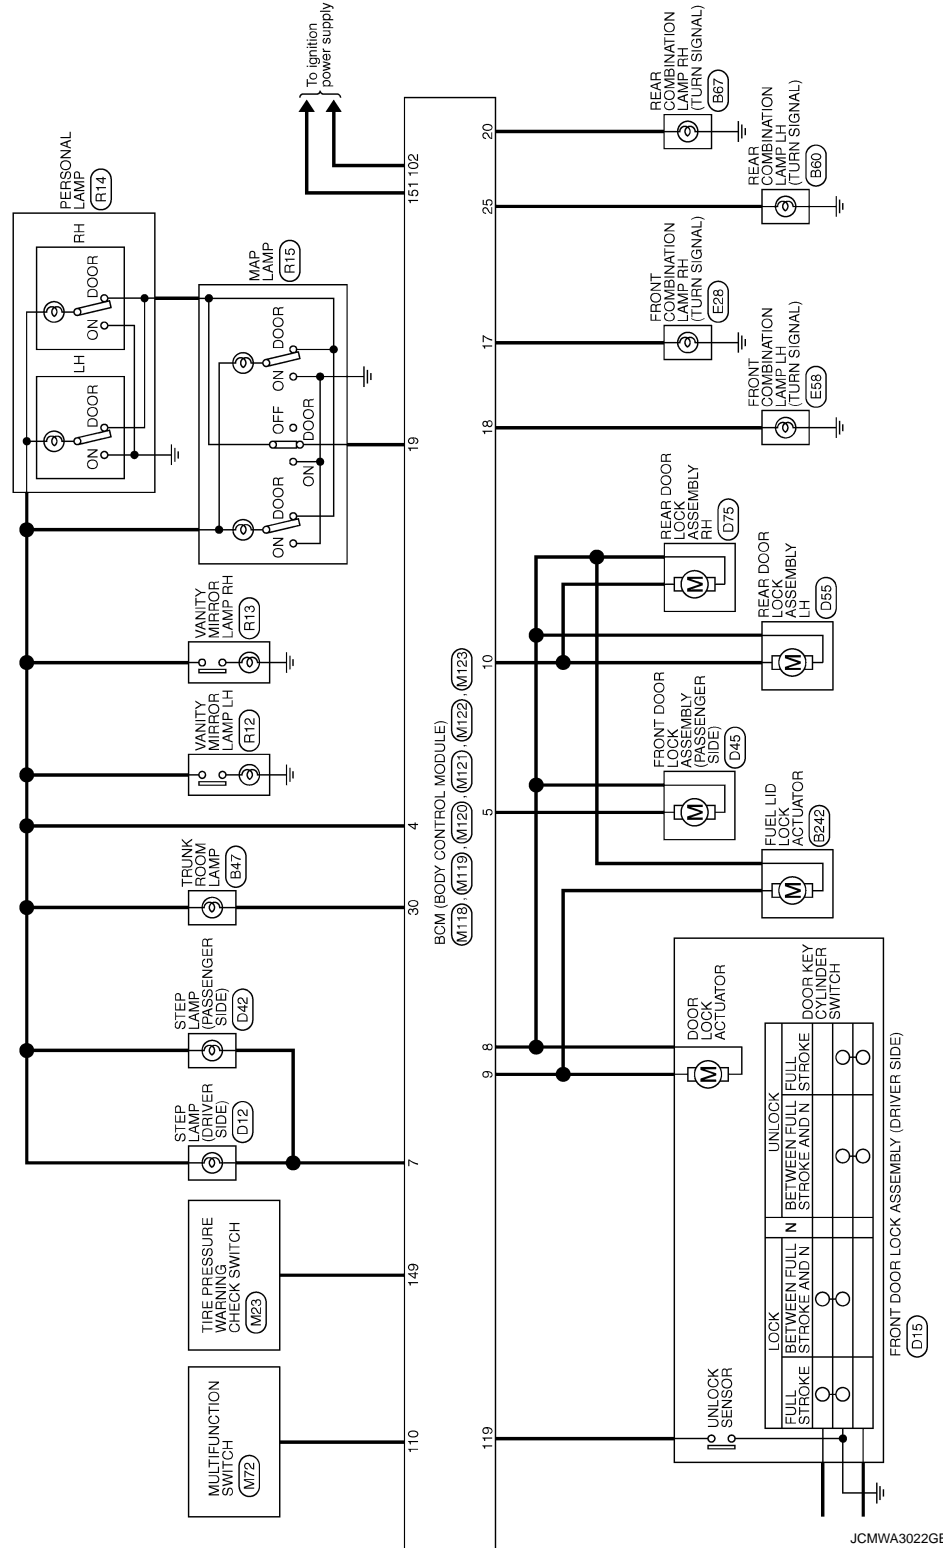 To ignition
power supply
PERSONAL
LAMP
R14
RH
DOOR
ON
LH
DOOR
ON
MAP
LAMP
R15
DOOR
ON
OFF
DOOR
ON
DOOR
ON
VANITY
MIRROR
LAMP RH
R13
VANITY
MIRROR
LAMP LH
R12
TRUNK
ROOM
LAMP
B47
STEP
LAMP
(PASSENGER
SIDE)
D42
STEP
LAMP
(DRIVER
SIDE)
D12
TIRE PRESSURE
WARNING
CHECK SWITCH
M23
MULTIFUNCTION
SWITCH
M72
102
151
19
4
30
7
149
110
BCM (BODY CONTROL MODULE)
M118 , M119 , M120 , M121 , M122 , M123
20
25
17
18
10
5
8
9
119
REAR
COMBINATION
LAMP RH
(TURN SIGNAL)
B67
REAR
COMBINATION
LAMP LH
(TURN SIGNAL)
B60
FRONT
COMBINATION
LAMP RH
(TURN SIGNAL)
E28
FRONT
COMBINATION
LAMP LH
(TURN SIGNAL)
E58
REAR DOOR
LOCK
ASSEMBLY
RH
D75
M
REAR DOOR
LOCK
ASSEMBLY
LH
D55
M
FRONT DOOR
LOCK
ASSEMBLY
(PASSENGER
SIDE)
D45
M
FUEL LID
LOCK
ACTUATOR
B242
M
DOOR
LOCK
ACTUATOR
M
DOOR KEY
CYLINDER
SWITCH
UNLOCK
FULL
STROKE
BETWEEN FULL
STROKE AND N
N
LOCK
BETWEEN FULL
STROKE AND N
FULL
STROKE
UNLOCK
SENSOR
FRONT DOOR LOCK ASSEMBLY (DRIVER SIDE)
D15
JCMWA3022GE